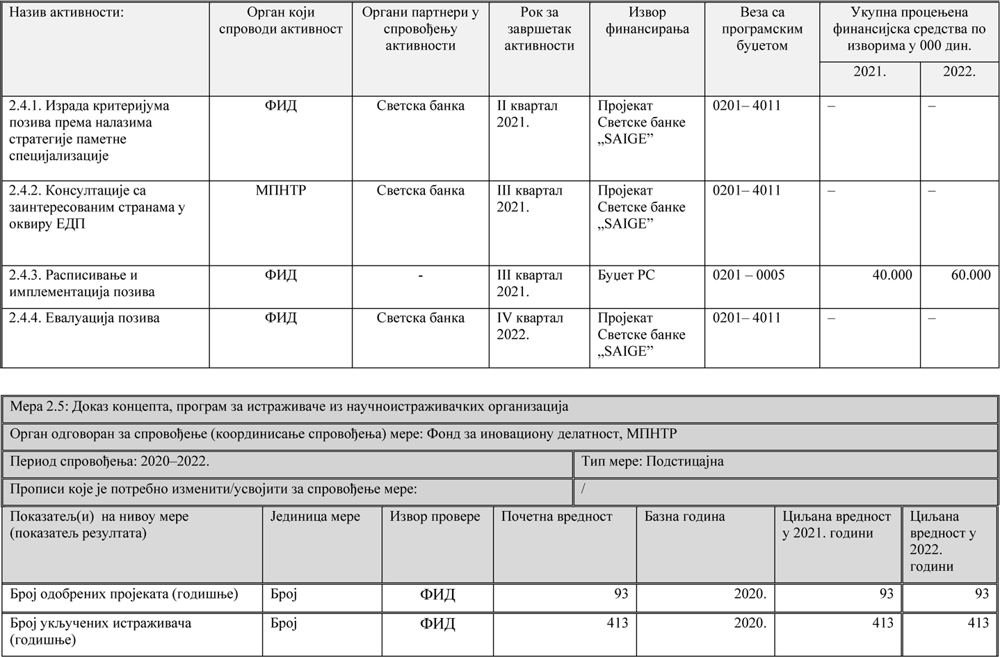 Назив активности:
Орган који
спроводи активност
Органи партнери у
спровођењу
активности
Рок за
завршетак
активности
Извор
финансирања
Веза са
програмским
буџетом
Укупна процењена
финансијска средства по
изворима у 000 дин.
2021.
2022.
2.4.1. Израда критеријума
позива према налазима
стратегије паметне
специјализације
ФИД
Светска банка
II квартал
2021.
Пројекат
Светске банке
„SAIGE”
0201– 4011
–
–
2.4.2. Консултације са
заинтересованим странама у
оквиру ЕДП
МПНТР
Светска банка
III квартал
2021.
Пројекат
Светске банке
„SAIGE”
0201– 4011
–
–
2.4.3. Расписивање и
имплементација позива
ФИД
-
III квартал
2021.
Буџет РС
0201 – 0005
40.000
60.000
2.4.4. Евалуација позива
ФИД
Светска банка
IV квартал
2022.
Пројекат
Светске банке
„SAIGE”
0201– 4011
–
–
Мера 2.5: Доказ концепта, програм за истраживаче из научноистраживачких организација
Орган одговоран за спровођење (координисање спровођења) мере: Фонд за иновациону делатност, МПНТР
Период спровођења: 2020–2022.
Тип мере: Подстицајна
Прописи које је потребно изменити/усвојити за спровођење мере:
/
Показатељ(и)  на нивоу мере
(показатељ резултата)
Јединица мере
Извор провере
Почетна вредност
Базна година
Циљана вредност
у 2021. години
Циљана
вредност у
2022.
години
Број одобрених пројеката (годишње)
Број
ФИД
93
2020.
93
93
Број укључених истраживача
(годишње)
Број
ФИД
413
2020.
413
413